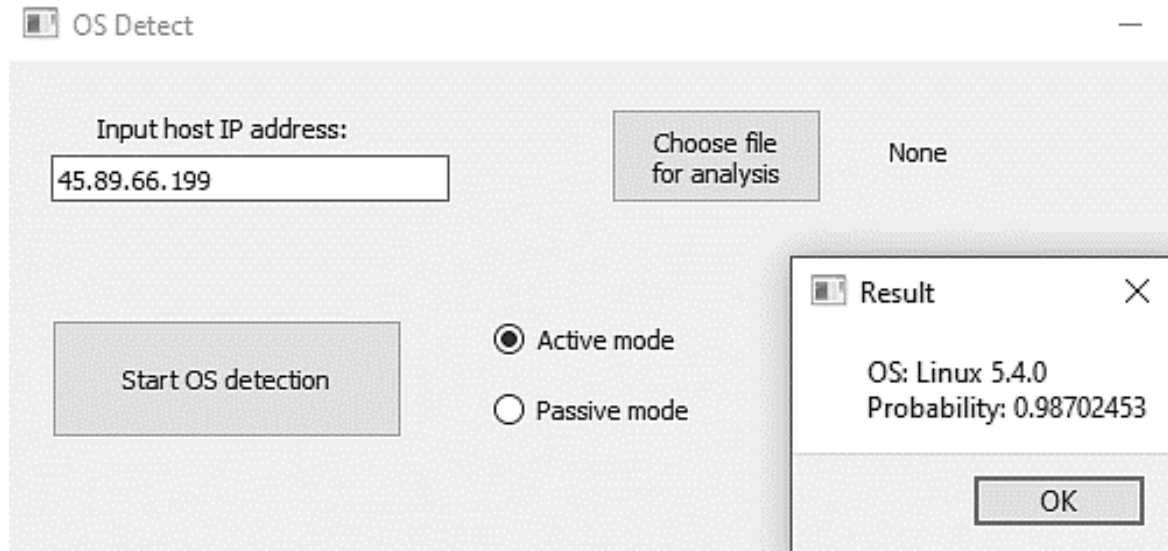 OS Detect
Input host IP address:
45.89.66.199
Choose file
for analysis
None
Start OS detection
Active mode
Passive mode
Result
OS: Linux 5.4.0
Probability: 0.98702453
OK